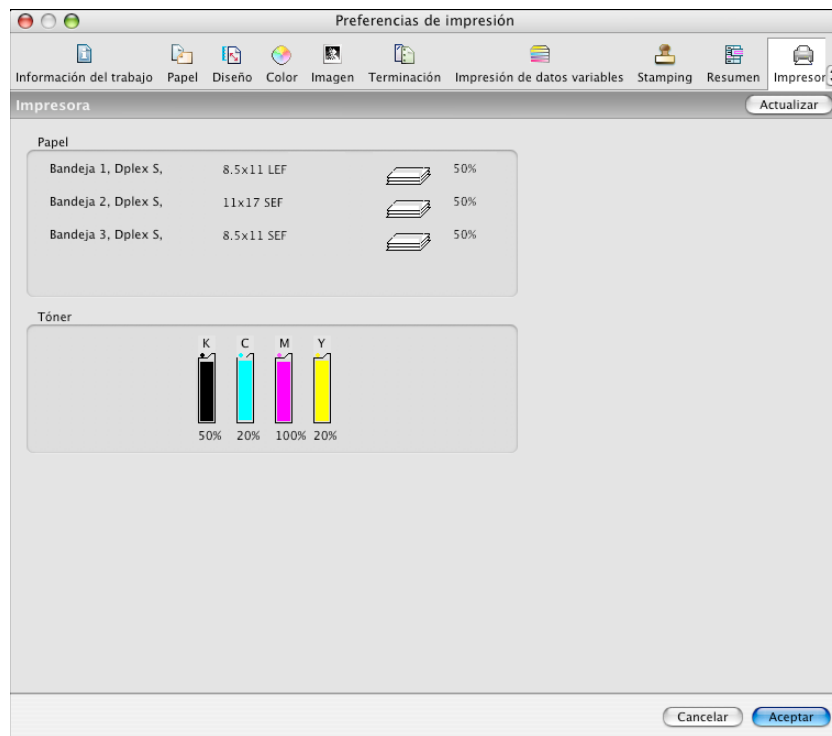 Preferencias de impresión
Información del trabajo Papel Diseño Color Imagen Terminación Impresión de datos variables Stamping Resumen Impresor
Impresora Actualizar
Papel
Bandeja 1, Dplex S, 8.5x11 LEF 50%
Bandeja 2, Dplex S, 11x17 SEF 50%
Bandeja 3, Dplex S, 8.5x11 SEF 50%
Tóner
K C M Y
50% 20% 100% 20%
Cancelar Aceptar